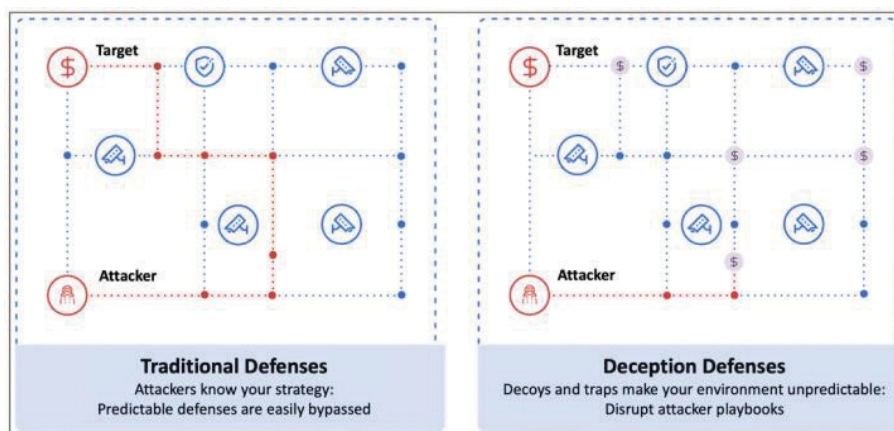 Target
$
Attacker
Traditional Defenses
Attackers know your strategy:
Predictable defenses are easily bypassed
Target
$
$
$
$
$
$
Attacker
Deception Defenses
Decoys and traps make your environment unpredictable:
Disrupt attacker playbooks